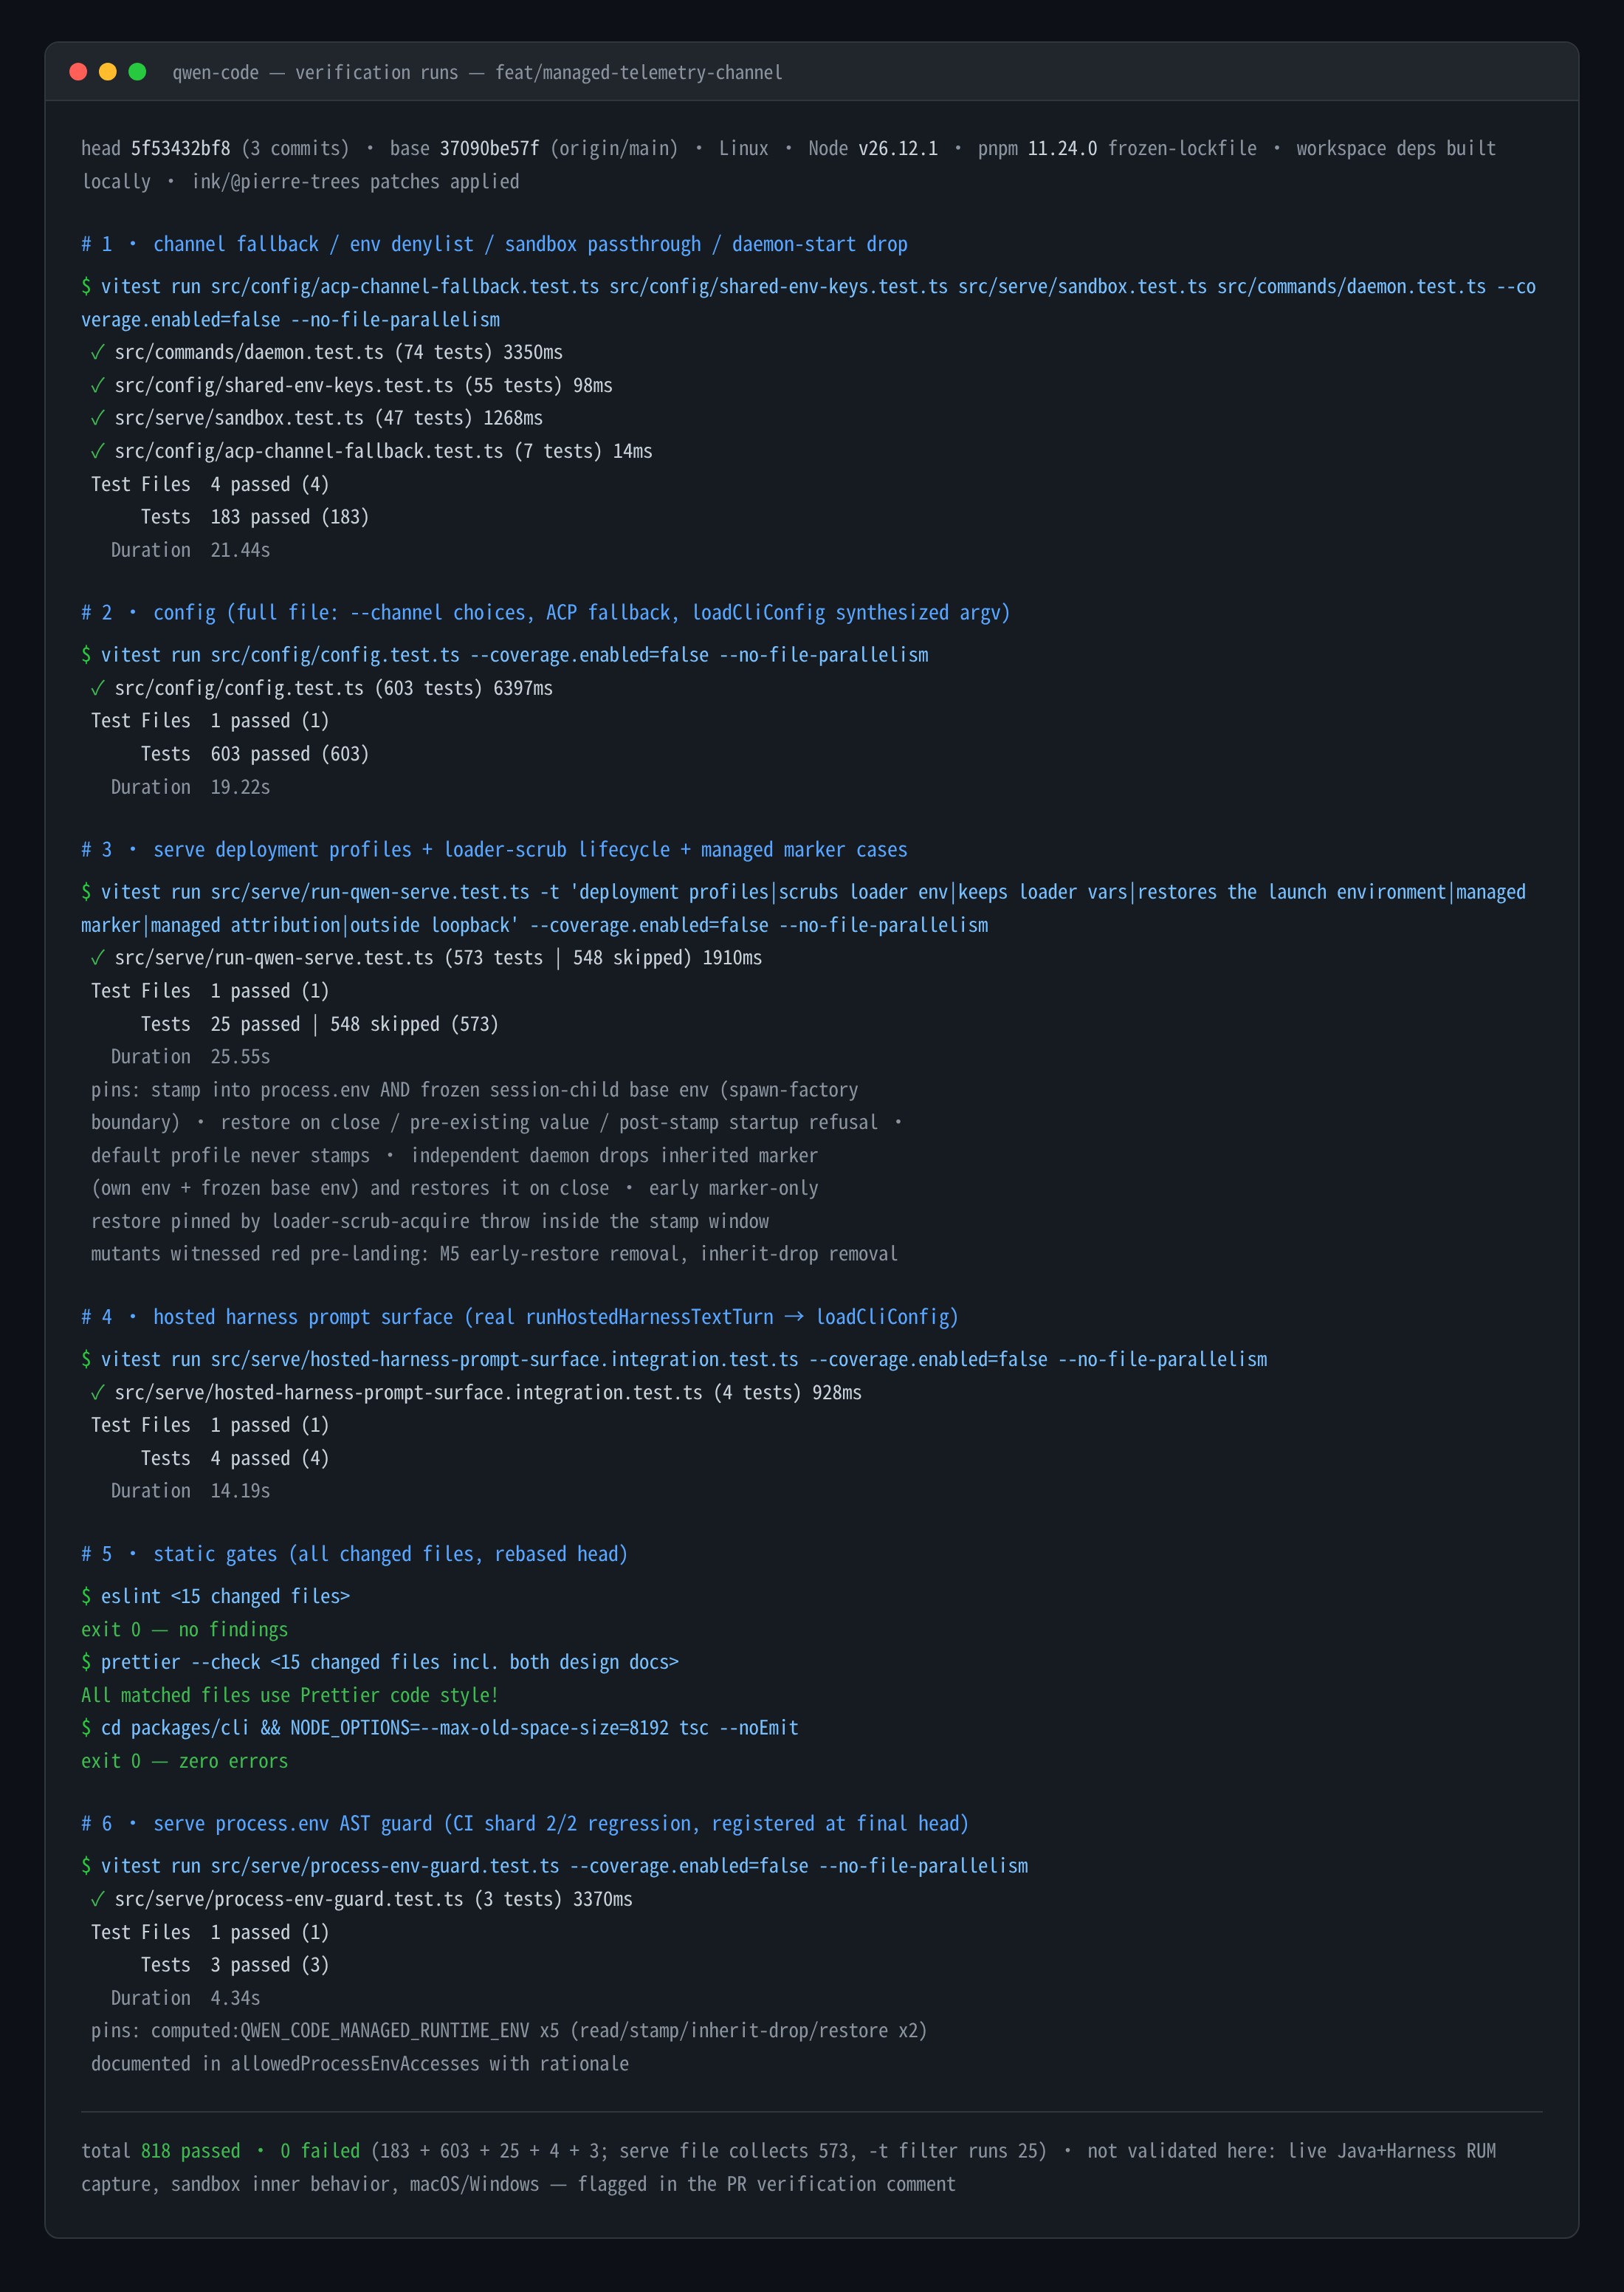 qwen-code — verification runs — feat/managed-telemetry-channel
head 5f53432bf8 (3 commits) • base 37090be57f (origin/main) • Linux • Node v26.12.1 • pnpm 11.24.0 frozen-lockfile • workspace deps built
locally • ink/@pierre-trees patches applied
# 1 • channel fallback / env denylist / sandbox passthrough / daemon-start drop
$ vitest run src/config/acp-channel-fallback.test.ts src/config/shared-env-keys.test.ts src/serve/sandbox.test.ts src/commands/daemon.test.ts --co
verage.enabled=false --no-file-parallelism
✓ src/commands/daemon.test.ts (74 tests) 3350ms
✓ src/config/shared-env-keys.test.ts (55 tests) 98ms
✓ src/serve/sandbox.test.ts (47 tests) 1268ms
✓ src/config/acp-channel-fallback.test.ts (7 tests) 14ms
Test Files  4 passed (4)
Tests  183 passed (183)
Duration  21.44s
# 2 • config (full file: --channel choices, ACP fallback, loadCliConfig synthesized argv)
$ vitest run src/config/config.test.ts --coverage.enabled=false --no-file-parallelism
✓ src/config/config.test.ts (603 tests) 6397ms
Test Files  1 passed (1)
Tests  603 passed (603)
Duration  19.22s
# 3 • serve deployment profiles + loader-scrub lifecycle + managed marker cases
$ vitest run src/serve/run-qwen-serve.test.ts -t 'deployment profiles|scrubs loader env|keeps loader vars|restores the launch environment|managed
marker|managed attribution|outside loopback' --coverage.enabled=false --no-file-parallelism
✓ src/serve/run-qwen-serve.test.ts (573 tests | 548 skipped) 1910ms
Test Files  1 passed (1)
Tests  25 passed | 548 skipped (573)
Duration  25.55s
pins: stamp into process.env AND frozen session-child base env (spawn-factory
boundary) • restore on close / pre-existing value / post-stamp startup refusal •
default profile never stamps • independent daemon drops inherited marker
(own env + frozen base env) and restores it on close • early marker-only
restore pinned by loader-scrub-acquire throw inside the stamp window
mutants witnessed red pre-landing: M5 early-restore removal, inherit-drop removal
# 4 • hosted harness prompt surface (real runHostedHarnessTextTurn → loadCliConfig)
$ vitest run src/serve/hosted-harness-prompt-surface.integration.test.ts --coverage.enabled=false --no-file-parallelism
✓ src/serve/hosted-harness-prompt-surface.integration.test.ts (4 tests) 928ms
Test Files  1 passed (1)
Tests  4 passed (4)
Duration  14.19s
# 5 • static gates (all changed files, rebased head)
$ eslint <15 changed files>
exit 0 — no findings
$ prettier --check <15 changed files incl. both design docs>
All matched files use Prettier code style!
$ cd packages/cli && NODE_OPTIONS=--max-old-space-size=8192 tsc --noEmit
exit 0 — zero errors
# 6 • serve process.env AST guard (CI shard 2/2 regression, registered at final head)
$ vitest run src/serve/process-env-guard.test.ts --coverage.enabled=false --no-file-parallelism
✓ src/serve/process-env-guard.test.ts (3 tests) 3370ms
Test Files  1 passed (1)
Tests  3 passed (3)
Duration  4.34s
pins: computed:QWEN_CODE_MANAGED_RUNTIME_ENV x5 (read/stamp/inherit-drop/restore x2)
documented in allowedProcessEnvAccesses with rationale
total 818 passed • 0 failed (183 + 603 + 25 + 4 + 3; serve file collects 573, -t filter runs 25) • not validated here: live Java+Harness RUM
capture, sandbox inner behavior, macOS/Windows — flagged in the PR verification comment